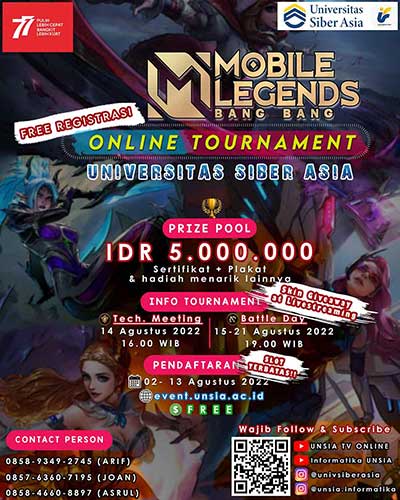 77
PULIH
LEBIH CEPAT
BANGKIT
LEBIH KUAT
Universitas
Siber Asia
MOBILE
LEGENDS
BANG BANG
FREE REGISTRASI
ONLINE TOURNAMENT
UNIVERSITAS SIBER ASIA
PRIZE POOL
IDR 5.000.000
Sertifikat + Plakat
& hadiah menarik lainnya
Skin Giveaway
at Livestreaming
INFO TOURNAMENT
Tech. Meeting
14 Agustus 2022
16.00 WIB
Battle Day
15-21 Agustus 2022
19.00 WIB
PENDAFTARAN
SLOT
TERBATAS!!
02- 13 Agustus 2022
event.unsia.ac.id
FREE
CONTACT PERSON
0858-9349-2745 (ARIF)
0857-6360-7195 (JOAN)
0858-4660-8897 (ASRUL)
Wajib Follow & Subscribe
UNSIA TV ONLINE
Informatika UNSIA
@univsiberasia
@unsia.informatika